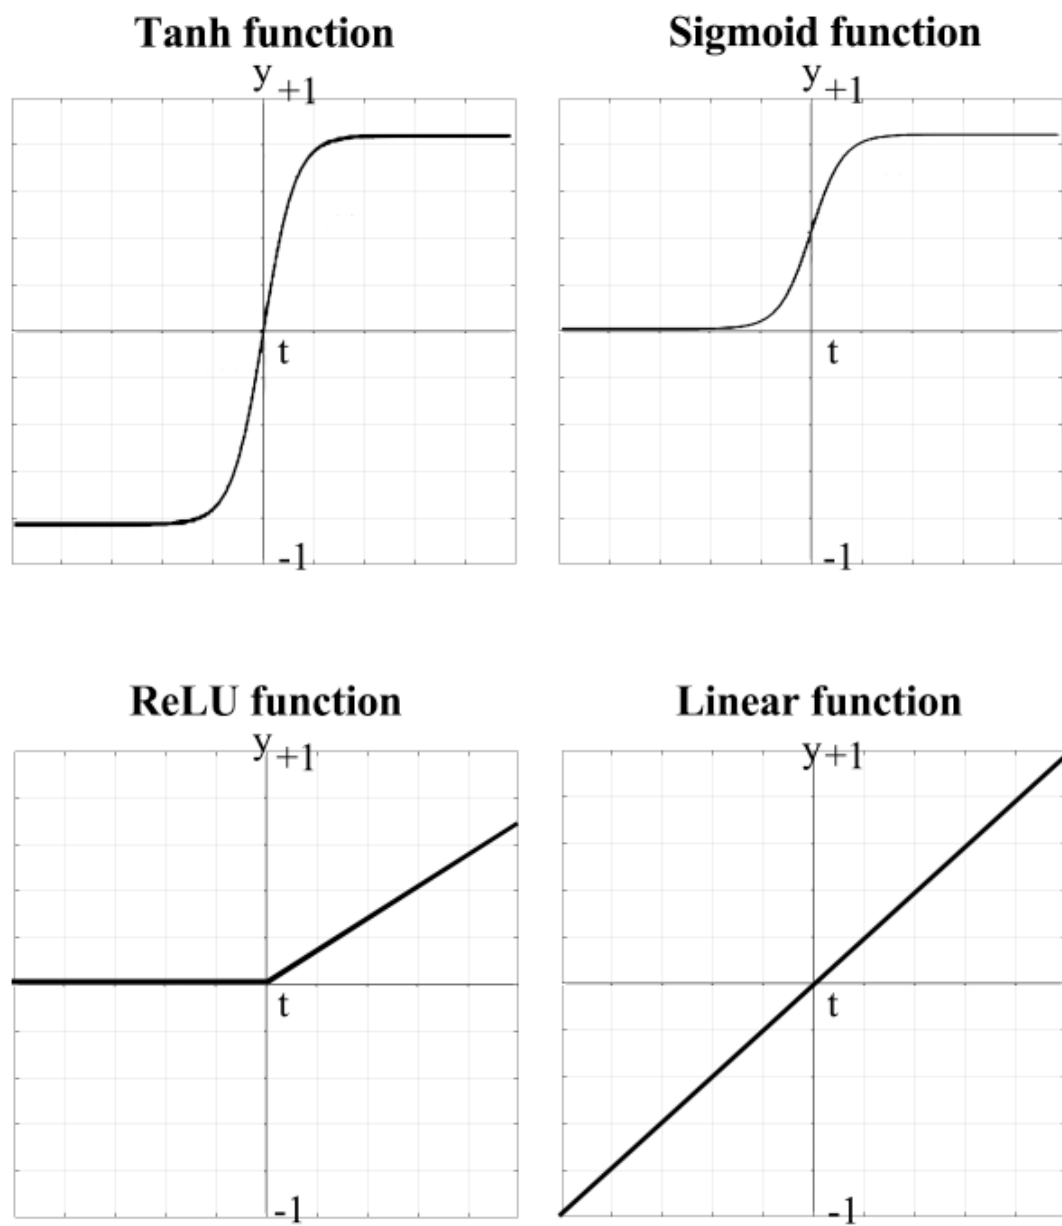 Tanh function
y
+1
t
-1
Sigmoid function
y
+1
t
-1
ReLU function
y
+1
t
-1
Linear function
y
+1
t
-1